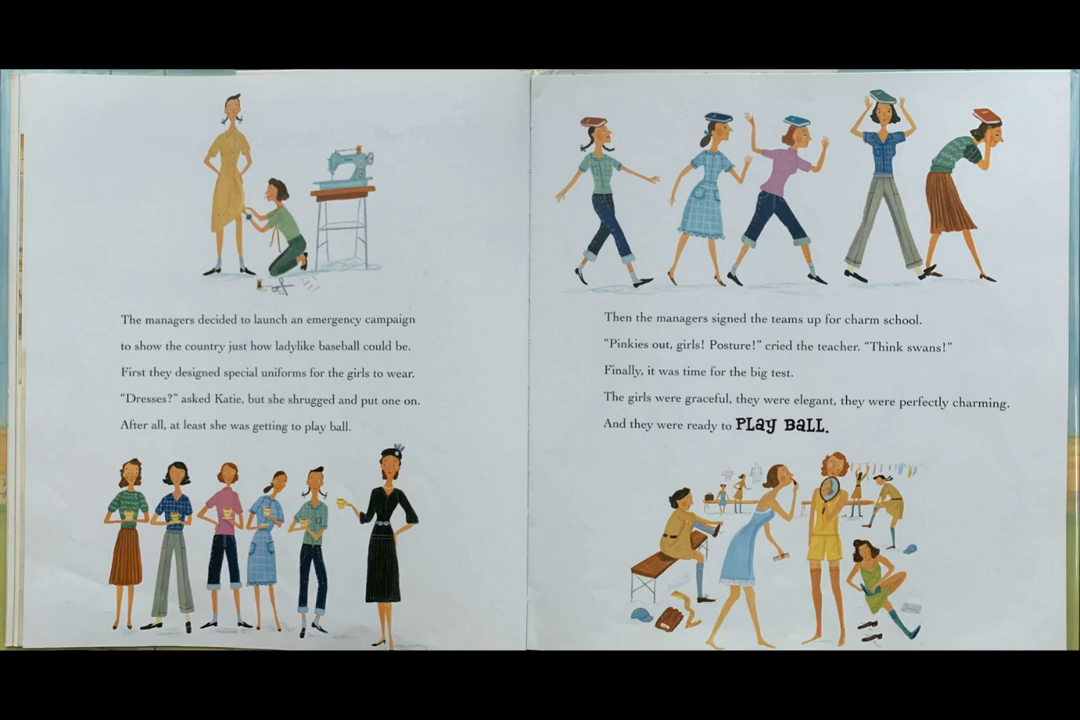 The managers decided to launch an emergency campaign
to show the country just how ladylike baseball could be.
First they designed special uniforms for the girls to wear.
“Dresses?” asked Katie, but she shrugged and put one on.
After all, at least she was getting to play ball.
Then the managers signed the teams up for charm school.
“Pinkies out, girls! Posture!” cried the teacher. “Think swans!”
Finally, it was time for the big test.
The girls were graceful, they were elegant, they were perfectly charming.
And they were ready to PLAY BALL.